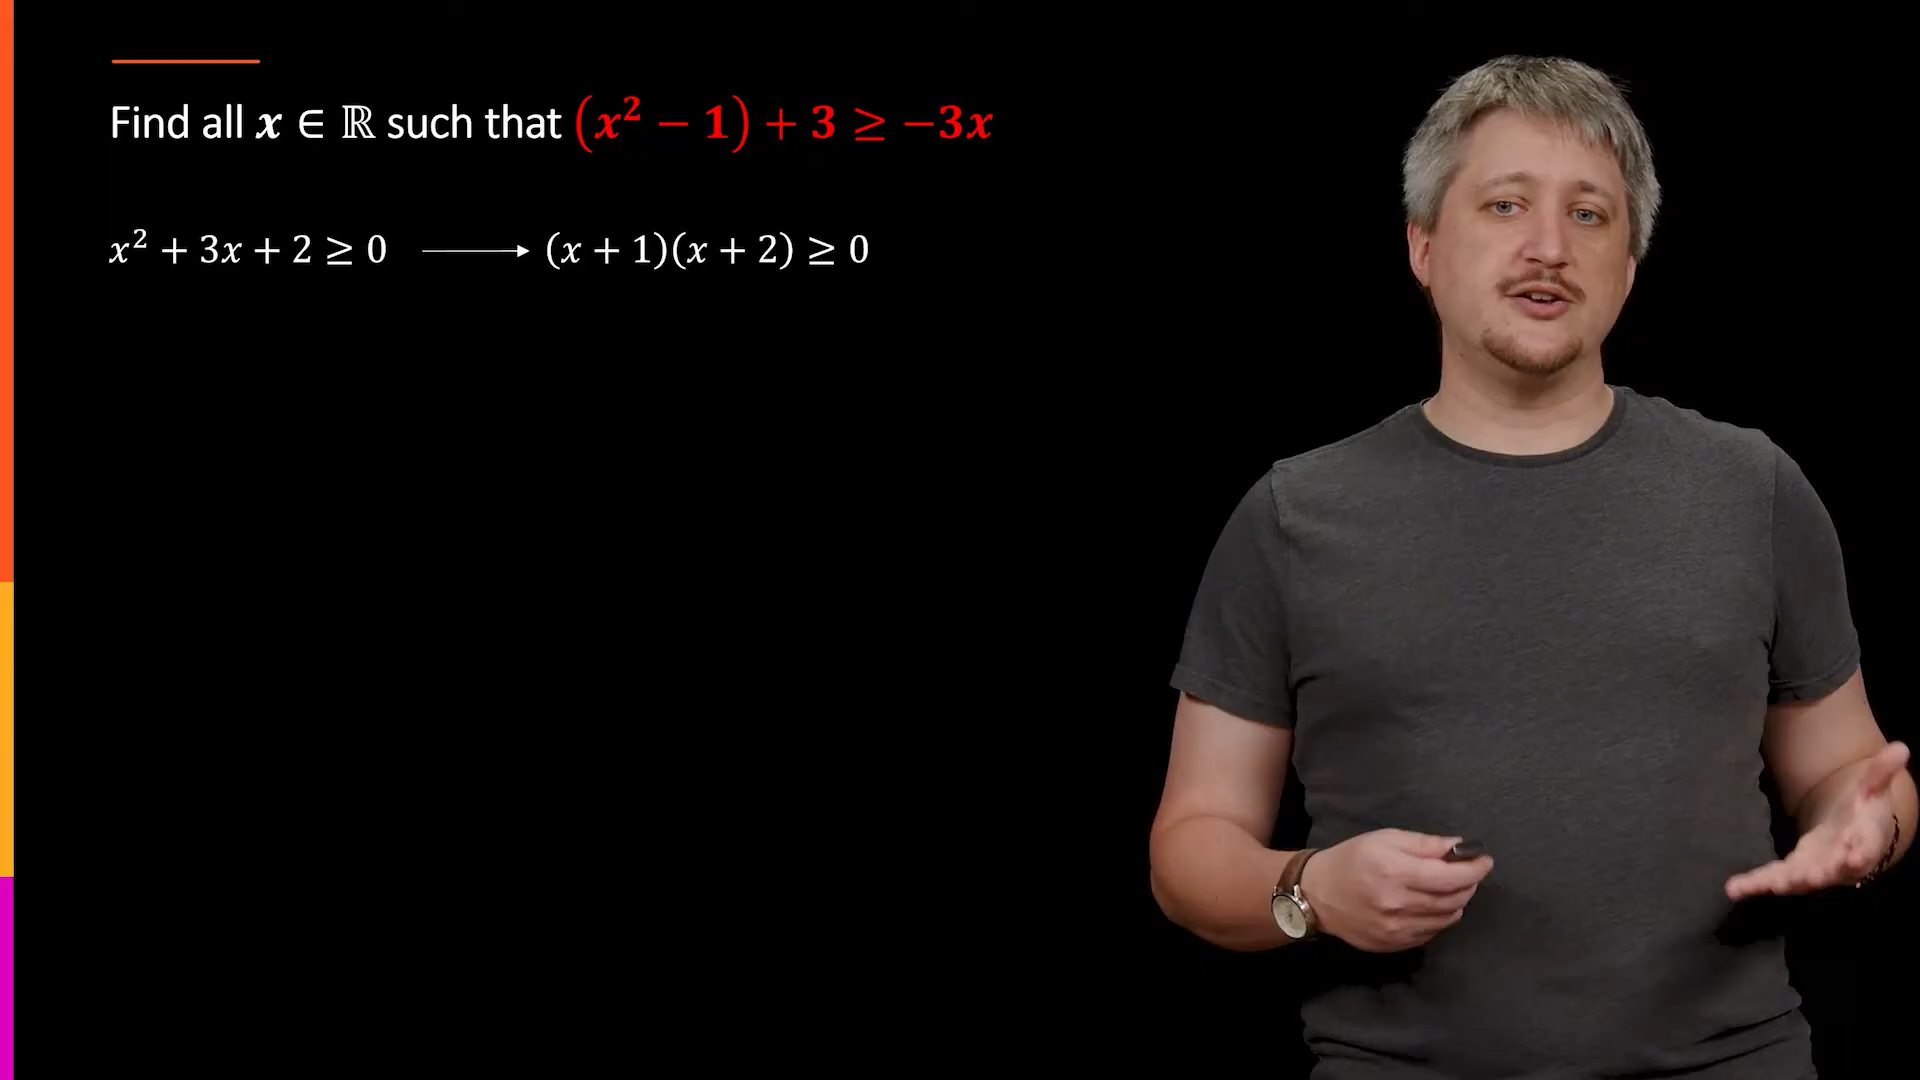 Find all x ∈ ℝ such that (x² − 1) + 3 ≥ −3x
x² + 3x + 2 ≥ 0 ⟶ (x + 1)(x + 2) ≥ 0